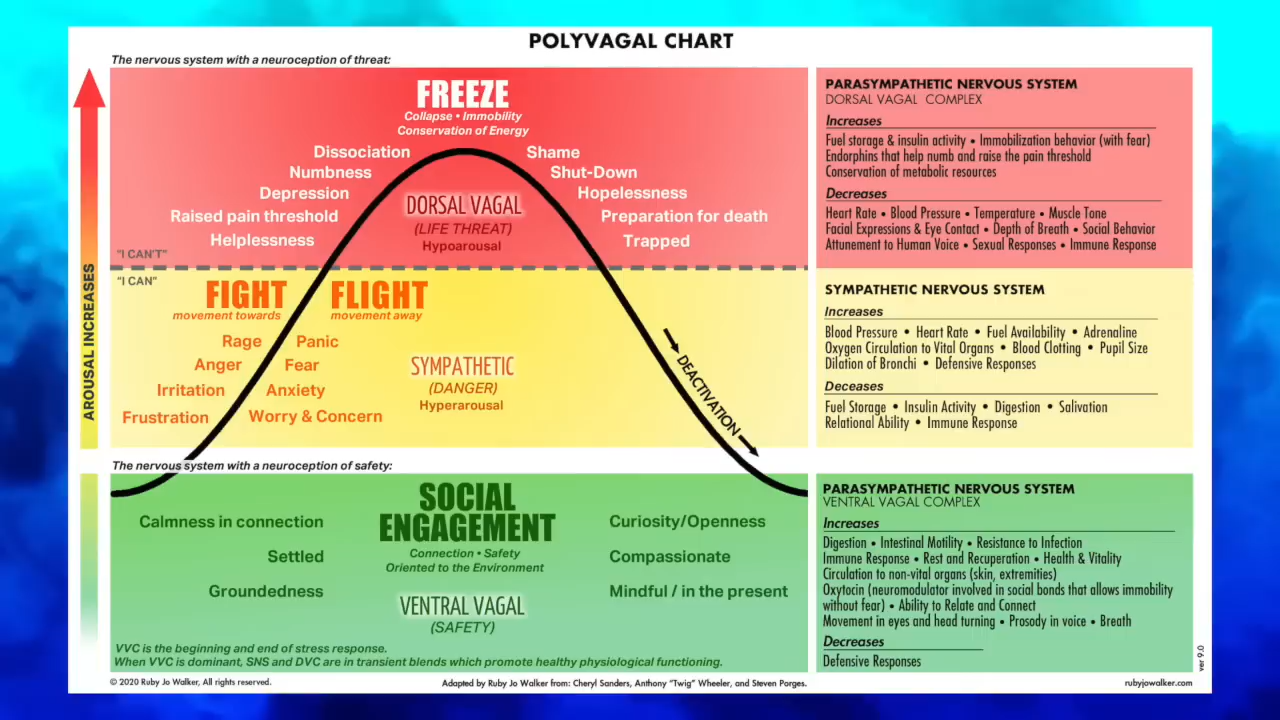 POLYVAGAL CHART
The nervous system with a neuroception of threat:
FREEZE
Collapse • Immobility
Conservation of Energy
Dissociation
Numbness
Depression
Raised pain threshold
Helplessness
Shame
Shut-Down
Hopelessness
Preparation for death
Trapped
DORSAL VAGAL
(LIFE THREAT)
Hypoarousal
"I CAN'T"
"I CAN"
FIGHT
movement towards
FLIGHT
movement away
Rage
Anger
Irritation
Frustration
Panic
Fear
Anxiety
Worry & Concern
SYMPATHETIC
(DANGER)
Hyperarousal
DEACTIVATION
AROUSAL INCREASES
The nervous system with a neuroception of safety:
SOCIAL
ENGAGEMENT
Connection • Safety
Oriented to the Environment
Calmness in connection
Settled
Groundedness
Curiosity/Openness
Compassionate
Mindful / in the present
VENTRAL VAGAL
(SAFETY)
VVC is the beginning and end of stress response.
When VVC is dominant, SNS and DVC are in transient blends which promote healthy physiological functioning.
PARASYMPATHETIC NERVOUS SYSTEM
DORSAL VAGAL COMPLEX
Increases
Fuel storage & insulin activity • Immobilization behavior (with fear)
Endorphins that help numb and raise the pain threshold
Conservation of metabolic resources
Decreases
Heart Rate • Blood Pressure • Temperature • Muscle Tone
Facial Expressions & Eye Contact • Depth of Breath • Social Behavior
Attunement to Human Voice • Sexual Responses • Immune Response
SYMPATHETIC NERVOUS SYSTEM
Increases
Blood Pressure • Heart Rate • Fuel Availability • Adrenaline
Oxygen Circulation to Vital Organs • Blood Clotting • Pupil Size
Dilation of Bronchi • Defensive Responses
Deceases
Fuel Storage • Insulin Activity • Digestion • Salivation
Relational Ability • Immune Response
PARASYMPATHETIC NERVOUS SYSTEM
VENTRAL VAGAL COMPLEX
Increases
Digestion • Intestinal Motility • Resistance to Infection
Immune Response • Rest and Recuperation • Health & Vitality
Circulation to non-vital organs (skin, extremities)
Oxytocin (neuromodulator involved in social bonds that allows immobility
without fear) • Ability to Relate and Connect
Movement in eyes and head turning • Prosody in voice • Breath
Decreases
Defensive Responses
ver 9.0
© 2020 Ruby Jo Walker, All rights reserved.
Adapted by Ruby Jo Walker from: Cheryl Sanders, Anthony "Twig" Wheeler, and Steven Porges.
rubyjowalker.com